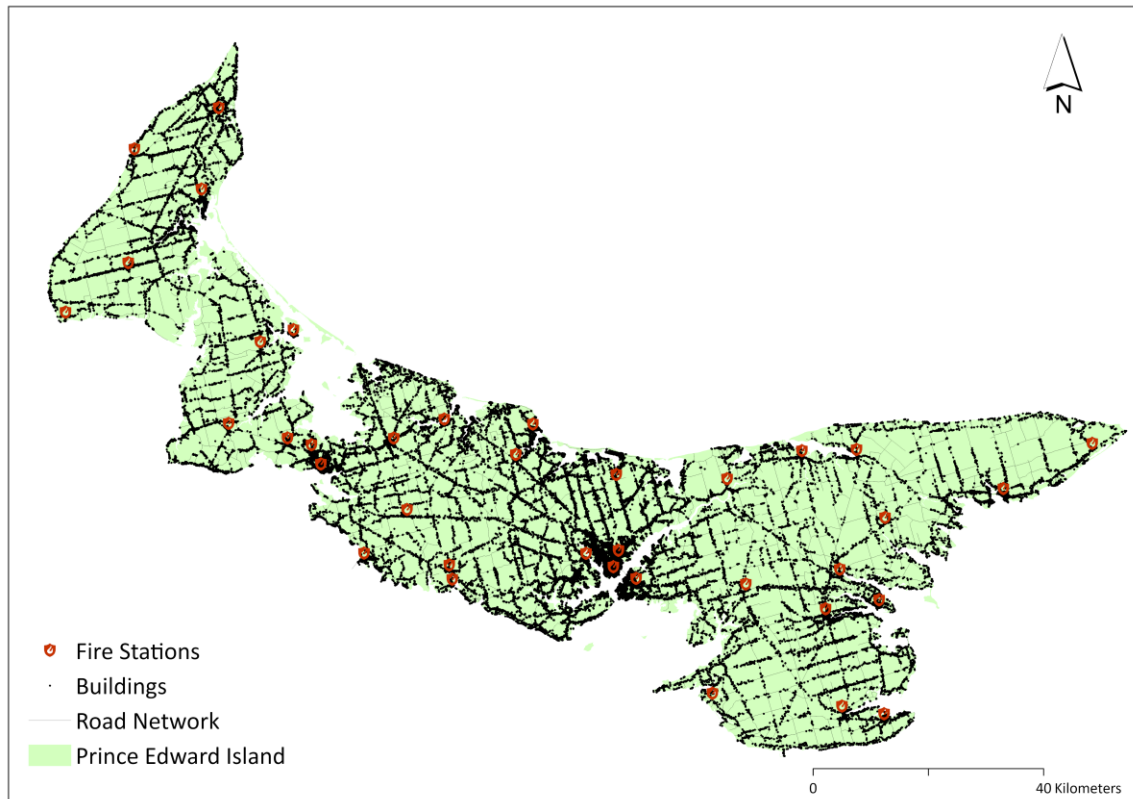 N
Fire Stations
Buildings
Road Network
Prince Edward Island
0 40 Kilometers